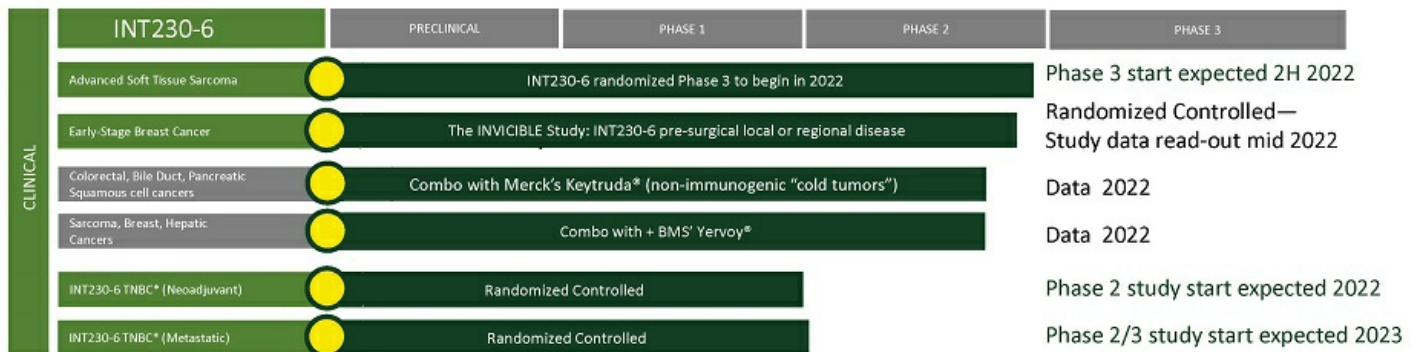 INT230-6
PRECLINICAL
PHASE 1
PHASE 2
PHASE 3
CLINICAL
Advanced Soft Tissue Sarcoma
INT230-6 randomized Phase 3 to begin in 2022
Phase 3 start expected 2H 2022
Early-Stage Breast Cancer
The INVICIBLE Study: INT230-6 pre-surgical local or regional disease
Randomized Controlled—
Study data read-out mid 2022
Colorectal, Bile Duct, Pancreatic
Squamous cell cancers
Combo with Merck's Keytruda® (non-immunogenic "cold tumors")
Data 2022
Sarcoma, Breast, Hepatic
Cancers
Combo with + BMS' Yervoy®
Data 2022
INT230-6 TNBC* (Neoadjuvant)
Randomized Controlled
Phase 2 study start expected 2022
INT230-6 TNBC* (Metastatic)
Randomized Controlled
Phase 2/3 study start expected 2023